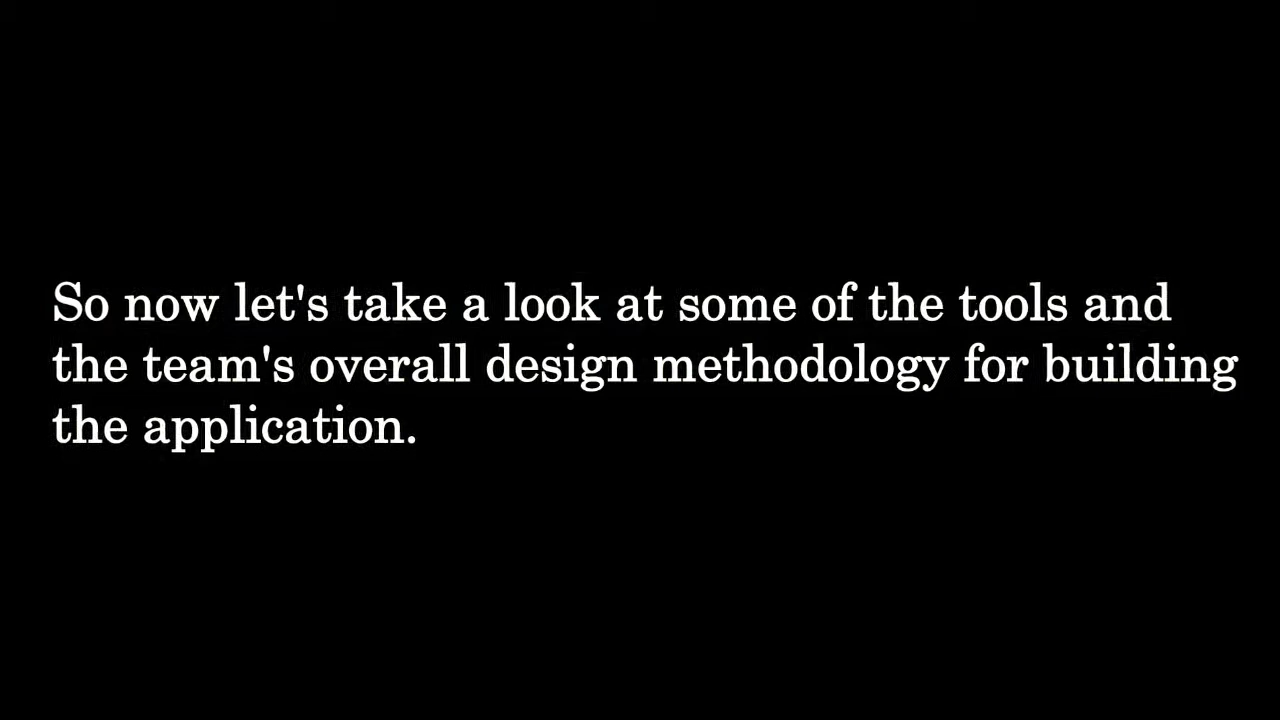 So now let's take a look at some of the tools and
the team's overall design methodology for building
the application.